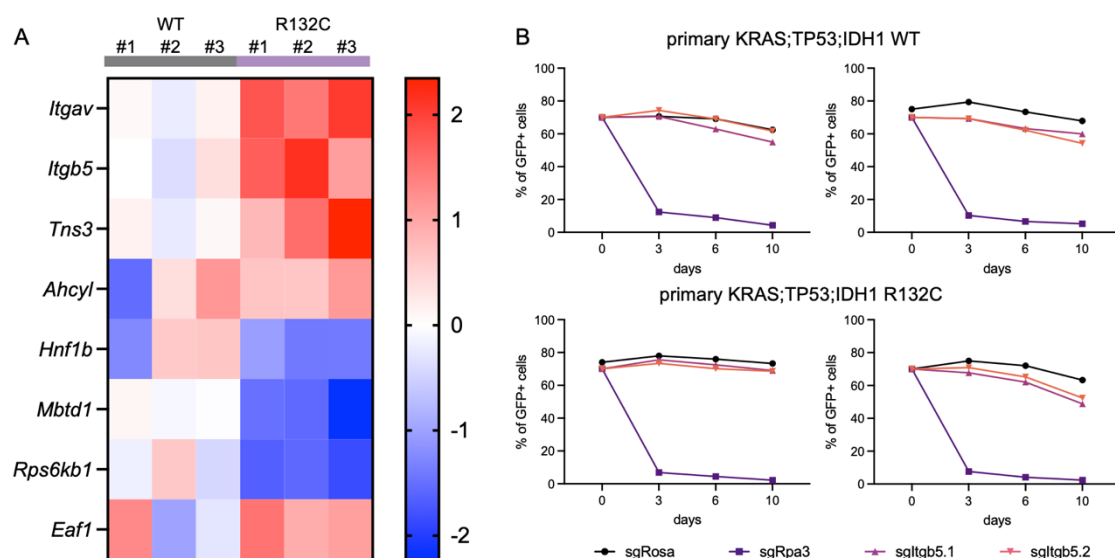 A
WT
R132C
#1 #2 #3 #1 #2 #3
Itgav
Itgb5
Tns3
Ahcyl
Hnf1b
Mbtd1
Rps6kb1
Eaf1
2
1
0
-1
-2
B
primary KRAS;TP53;IDH1 WT
% of GFP+ cells
100
80
60
40
20
0
0 3 6 10
days
% of GFP+ cells
100
80
60
40
20
0
0 3 6 10
days
primary KRAS;TP53;IDH1 R132C
% of GFP+ cells
100
80
60
40
20
0
0 3 6 10
days
% of GFP+ cells
100
80
60
40
20
0
0 3 6 10
days
sgRosa sgRpa3 sgItgb5.1 sgItgb5.2